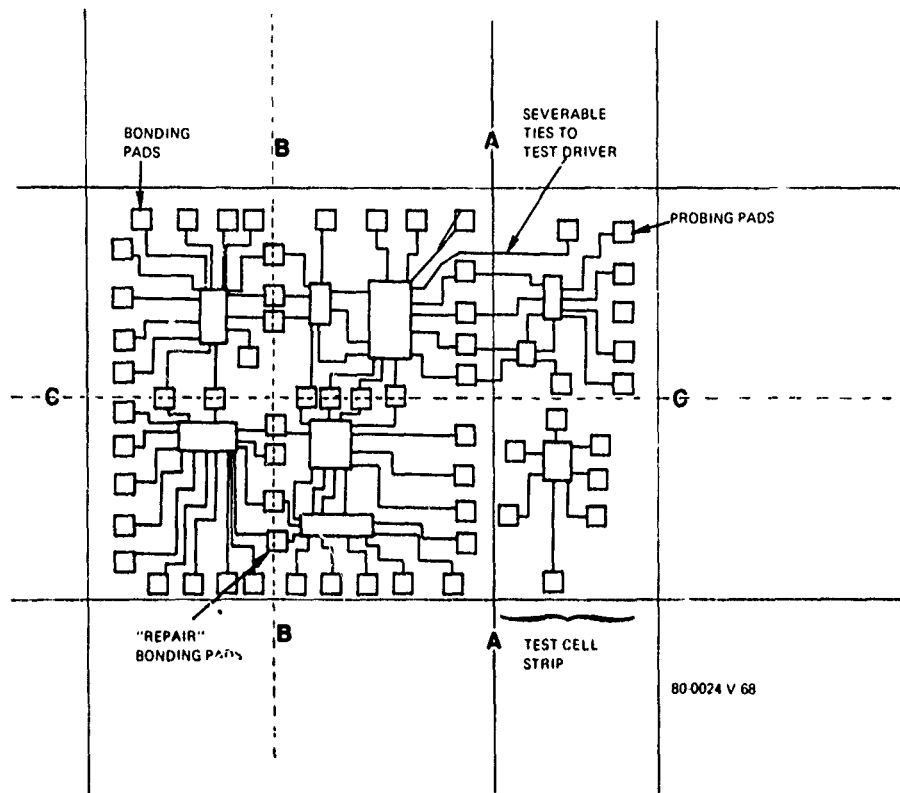 BONDING
PADS
B
A
SEVERABLE
TIES TO
TEST DRIVER
PROBING PADS
C
C
"REPAIR"
BONDING PADS
B
A
TEST CELL
STRIP
80-0024 V 68